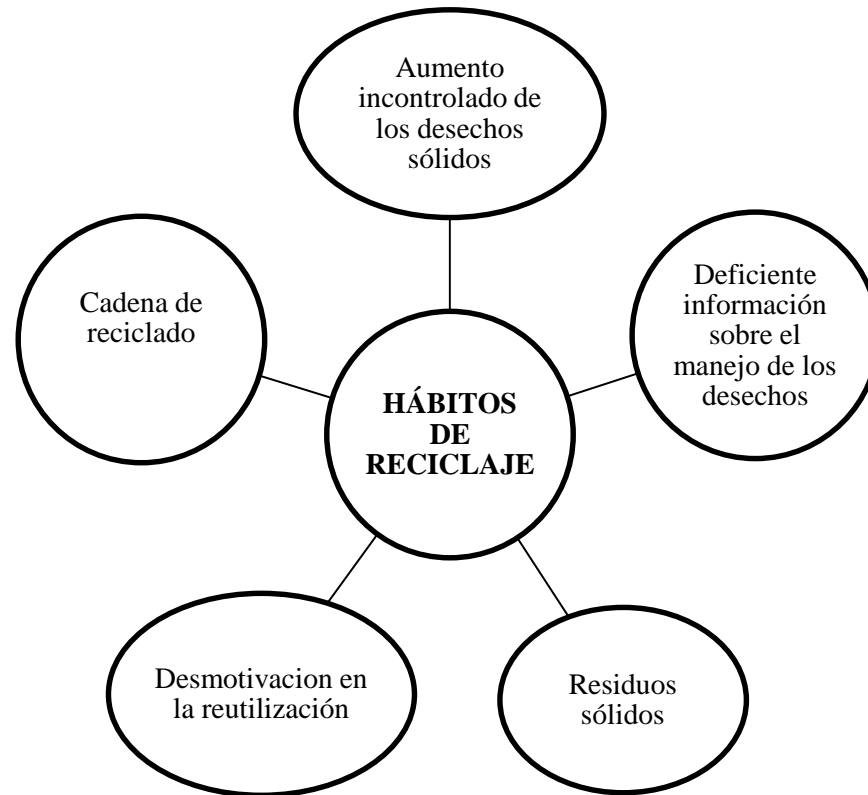 Aumento
incontrolado de
los desechos
sólidos
Deficiente
información
sobre el
manejo de los
desechos
Cadena de
reciclado
HÁBITOS
DE
RECICLAJE
Desmotivacion en
la reutilización
Residuos
sólidos